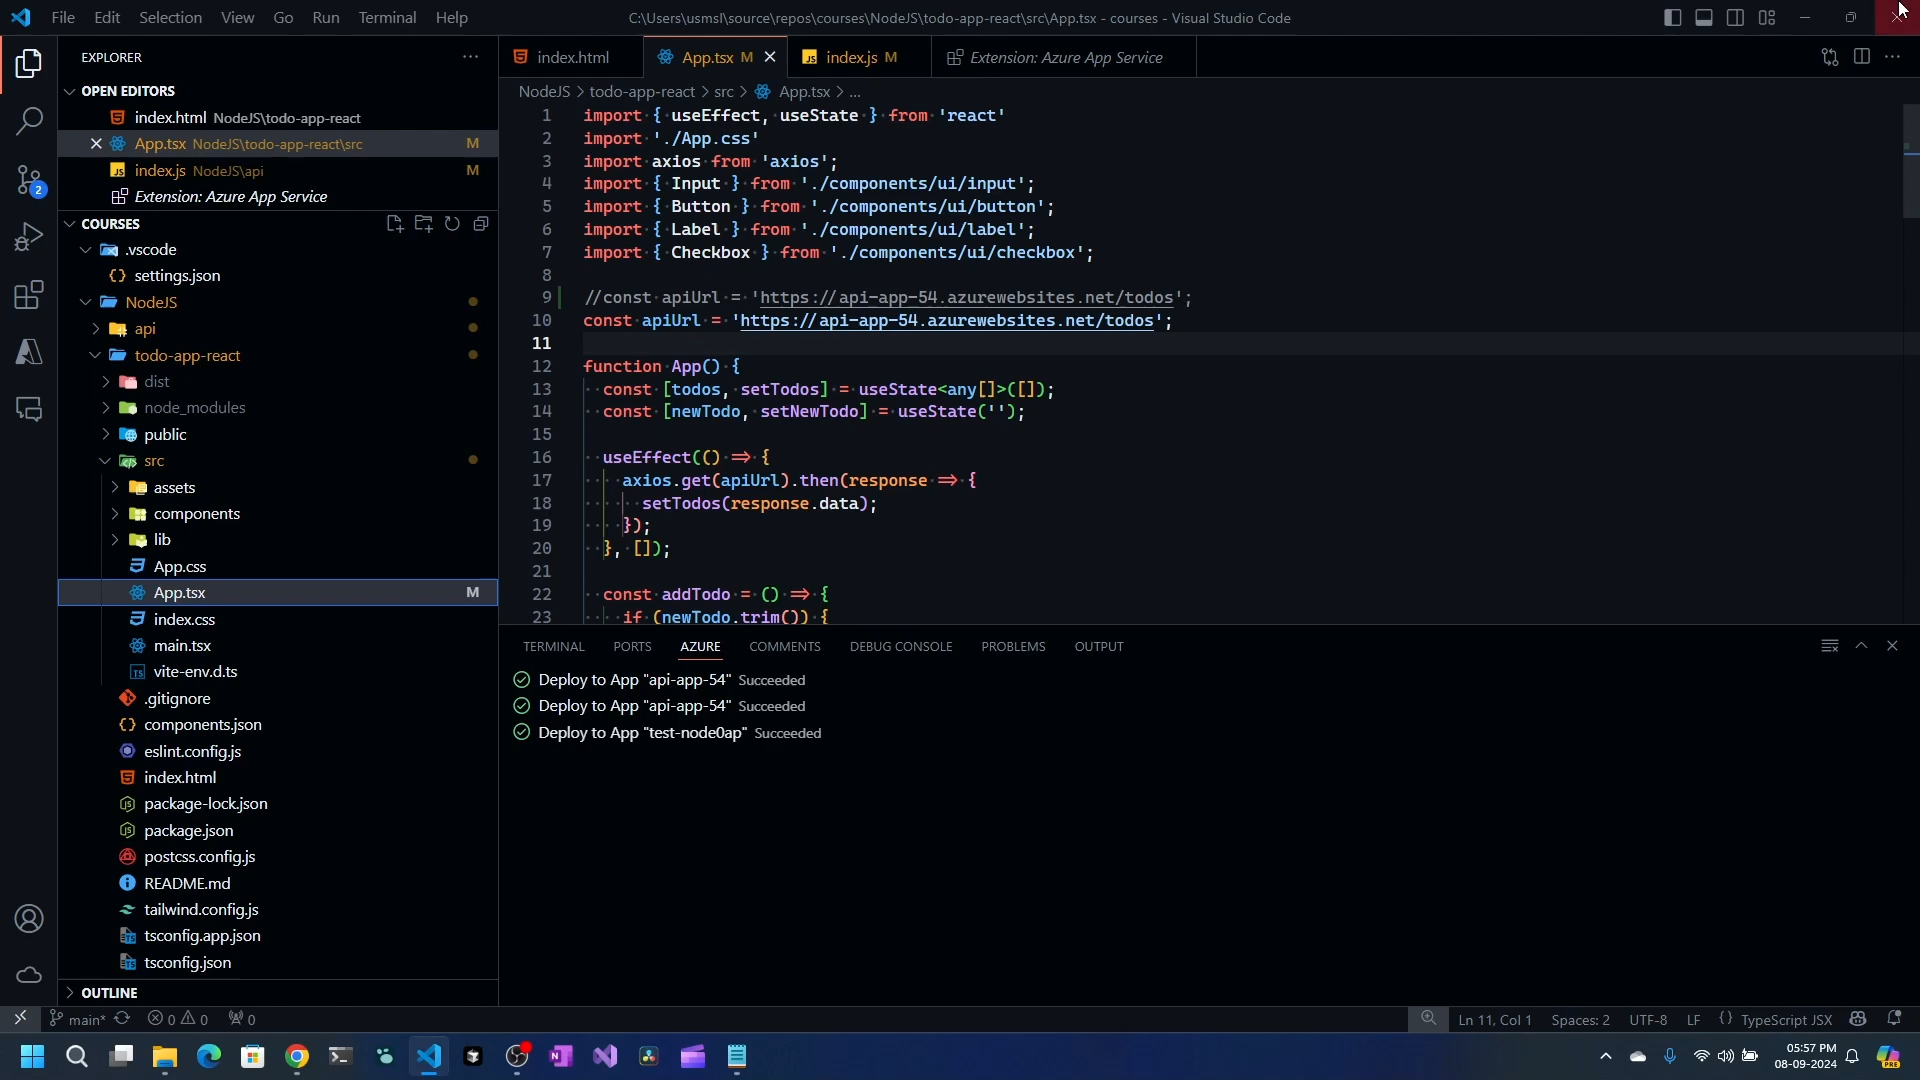 File Edit Selection View Go Run Terminal Help
C:\Users\usmsl\source\repos\courses\NodeJS\todo-app-react\src\App.tsx - courses - Visual Studio Code
EXPLORER
OPEN EDITORS
index.html NodeJS\todo-app-react
App.tsx NodeJS\todo-app-react\src M
index.js NodeJS\api M
Extension: Azure App Service
COURSES
.vscode
settings.json
NodeJS
api
todo-app-react
dist
node_modules
public
src
assets
components
lib
App.css
App.tsx M
index.css
main.tsx
vite-env.d.ts
.gitignore
components.json
eslint.config.js
index.html
package-lock.json
package.json
postcss.config.js
README.md
tailwind.config.js
tsconfig.app.json
tsconfig.json
OUTLINE
2
index.html App.tsx M index.js M Extension: Azure App Service
NodeJS > todo-app-react > src > App.tsx > ...
1 import { useEffect, useState } from 'react'
2 import './App.css'
3 import axios from 'axios';
4 import { Input } from './components/ui/input';
5 import { Button } from './components/ui/button';
6 import { Label } from './components/ui/label';
7 import { Checkbox } from './components/ui/checkbox';
8
9 //const apiUrl = 'https://api-app-54.azurewebsites.net/todos';
10 const apiUrl = 'https://api-app-54.azurewebsites.net/todos';
11
12 function App() {
13 const [todos, setTodos] = useState<any[]>([]);
14 const [newTodo, setNewTodo] = useState('');
15
16 useEffect(() => {
17 axios.get(apiUrl).then(response => {
18 setTodos(response.data);
19 });
20 }, []);
21
22 const addTodo = () => {
23 if (newTodo.trim()) {
TERMINAL PORTS AZURE COMMENTS DEBUG CONSOLE PROBLEMS OUTPUT
Deploy to App "api-app-54" Succeeded
Deploy to App "api-app-54" Succeeded
Deploy to App "test-node0ap" Succeeded
main* 0 0 0
Ln 11, Col 1 Spaces: 2 UTF-8 LF {} TypeScript JSX
05:57 PM
08-09-2024
PRE